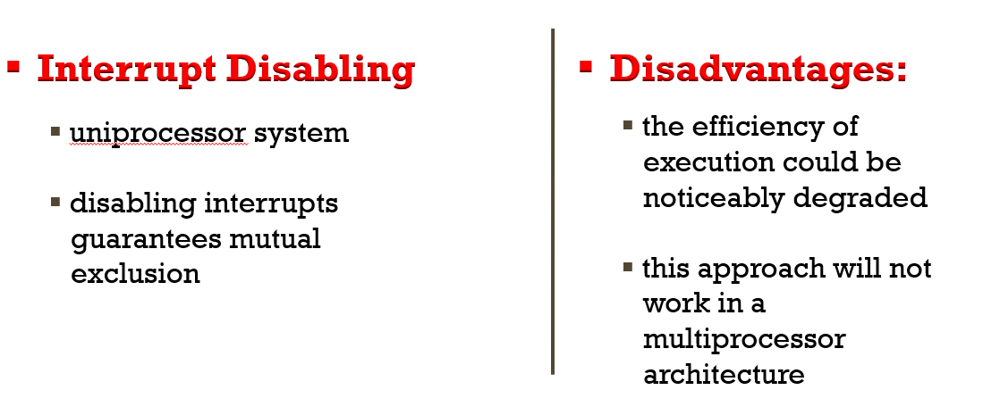 Interrupt Disabling
uniprocessor system
disabling interrupts
guarantees mutual
exclusion
Disadvantages:
the efficiency of
execution could be
noticeably degraded
this approach will not
work in a
multiprocessor
architecture